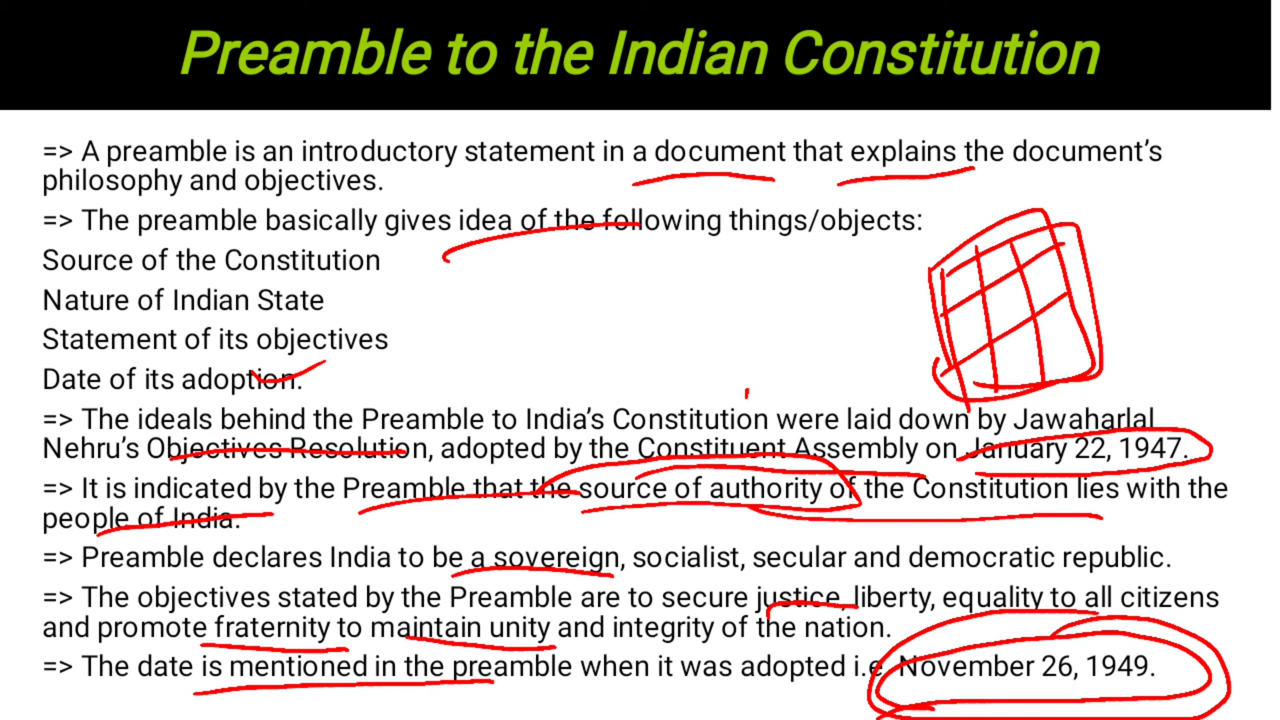 Preamble to the Indian Constitution
=> A preamble is an introductory statement in a document that explains the document's
philosophy and objectives.
=> The preamble basically gives idea of the following things/objects:
Source of the Constitution
Nature of Indian State
Statement of its objectives
Date of its adoption.
=> The ideals behind the Preamble to India's Constitution were laid down by Jawaharlal
Nehru's Objectives Resolution, adopted by the Constituent Assembly on January 22, 1947.
=> It is indicated by the Preamble that the source of authority of the Constitution lies with the
people of India.
=> Preamble declares India to be a sovereign, socialist, secular and democratic republic.
=> The objectives stated by the Preamble are to secure justice, liberty, equality to all citizens
and promote fraternity to maintain unity and integrity of the nation.
=> The date is mentioned in the preamble when it was adopted i.e November 26, 1949.